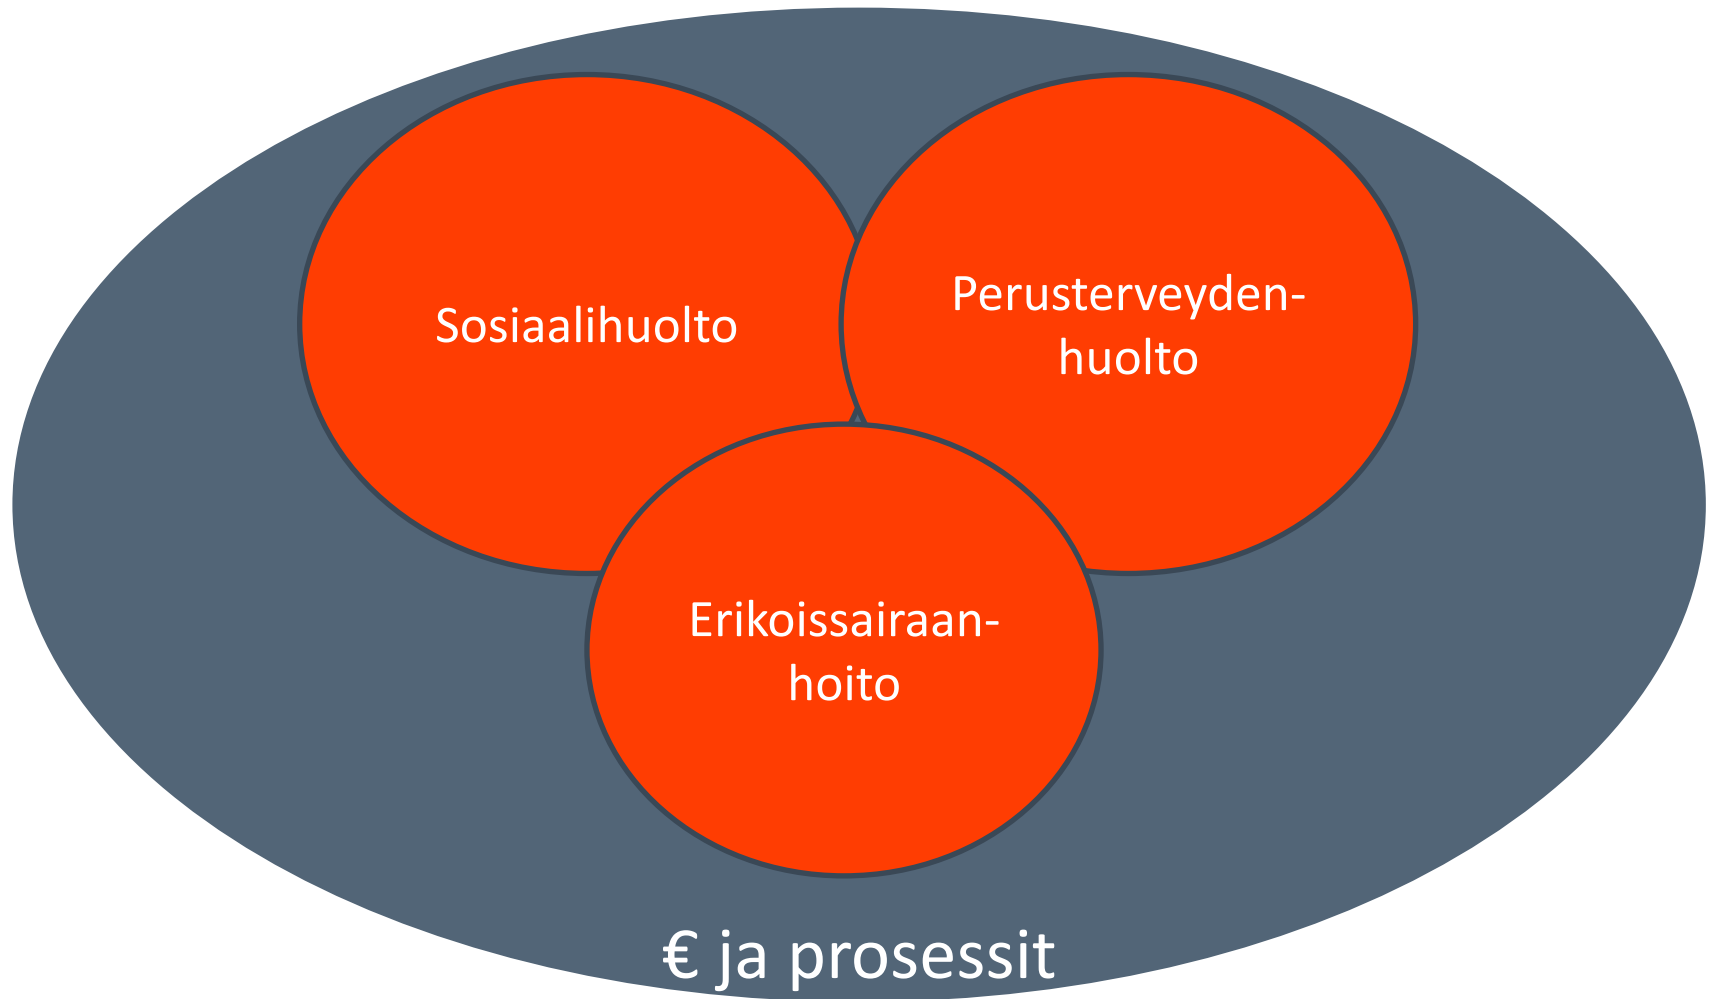 Sosiaalihuolto
Perusterveyden-
huolto
Erikoissairaan-
hoito
€ ja prosessit